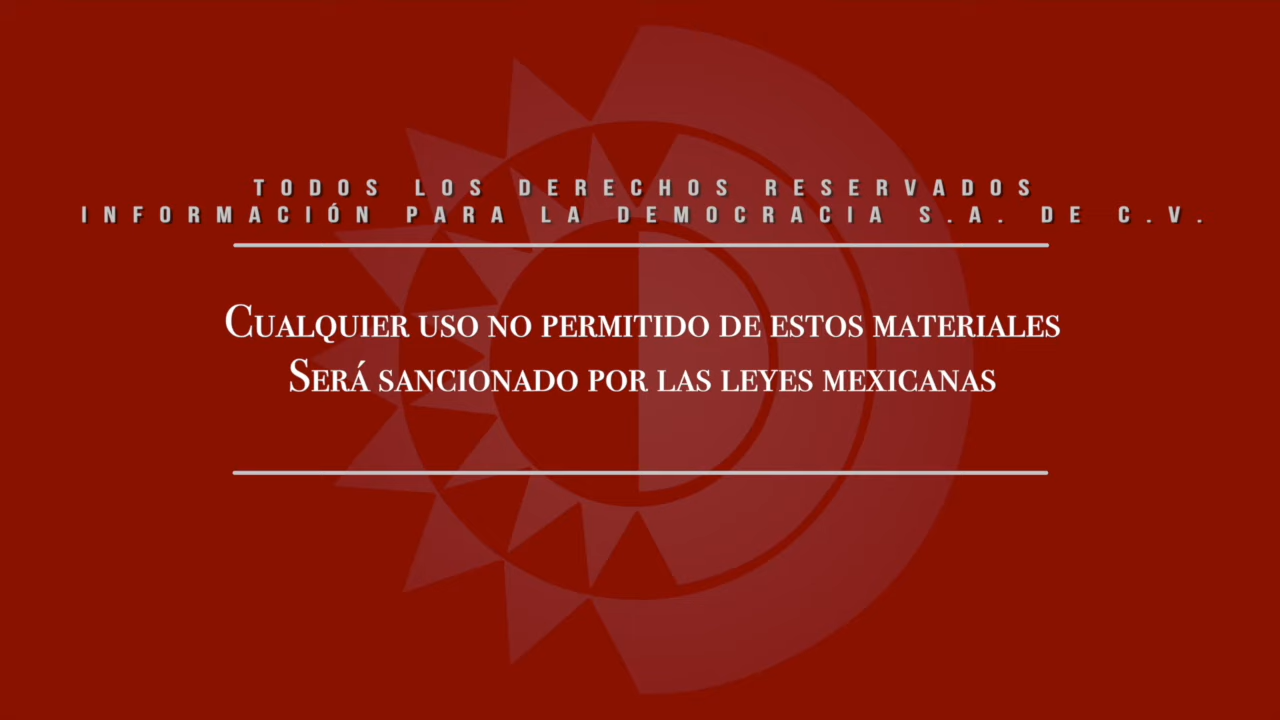 TODOS LOS DERECHOS RESERVADOS
INFORMACIÓN PARA LA DEMOCRACIA S.A. DE C.V.
Cualquier uso no permitido de estos materiales
Será sancionado por las leyes mexicanas